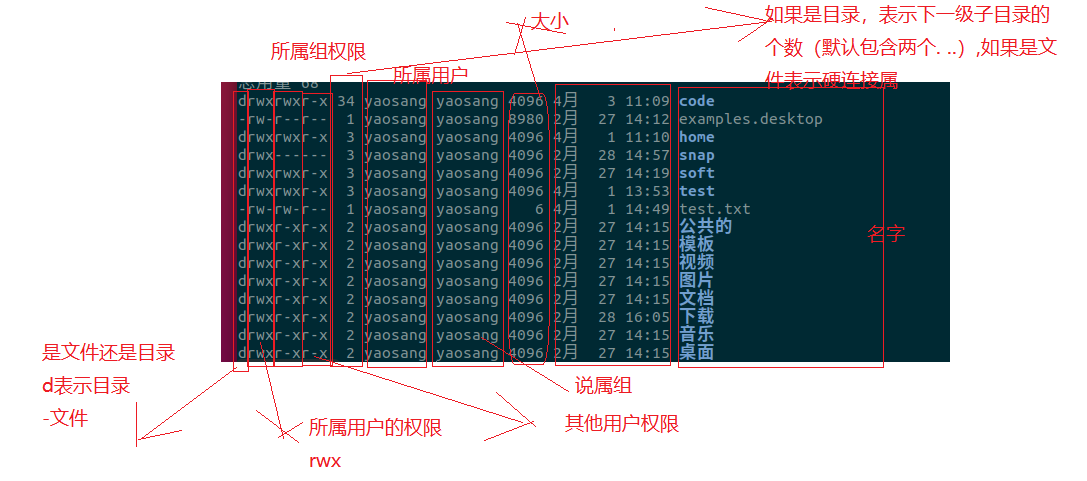 大小
如果是目录，表示下一级子目录的
个数（默认包含两个. ..）,如果是文
件表示硬连接属
所属组权限
所属用户
总用量 68
drwxrwxr-x 34 yaosang yaosang 4096 4月 3 11:09 code
-rw-r--r-- 1 yaosang yaosang 8980 2月 27 14:12 examples.desktop
drwxrwxr-x 3 yaosang yaosang 4096 4月 1 11:10 home
drwx------ 3 yaosang yaosang 4096 2月 28 14:57 snap
drwxrwxr-x 3 yaosang yaosang 4096 2月 27 14:19 soft
drwxrwxr-x 3 yaosang yaosang 4096 4月 1 13:53 test
-rw-rw-r-- 1 yaosang yaosang 6 4月 1 14:49 test.txt
drwxr-xr-x 2 yaosang yaosang 4096 2月 27 14:15 公共的
drwxr-xr-x 2 yaosang yaosang 4096 2月 27 14:15 模板
drwxr-xr-x 2 yaosang yaosang 4096 2月 27 14:15 视频
drwxr-xr-x 2 yaosang yaosang 4096 2月 27 14:15 图片
drwxr-xr-x 2 yaosang yaosang 4096 2月 27 14:15 文档
drwxr-xr-x 2 yaosang yaosang 4096 2月 28 16:05 下载
drwxr-xr-x 2 yaosang yaosang 4096 2月 27 14:15 音乐
drwxr-xr-x 2 yaosang yaosang 4096 2月 27 14:15 桌面
名字
是文件还是目录
d表示目录
-文件
说属组
所属用户的权限
rwx
其他用户权限